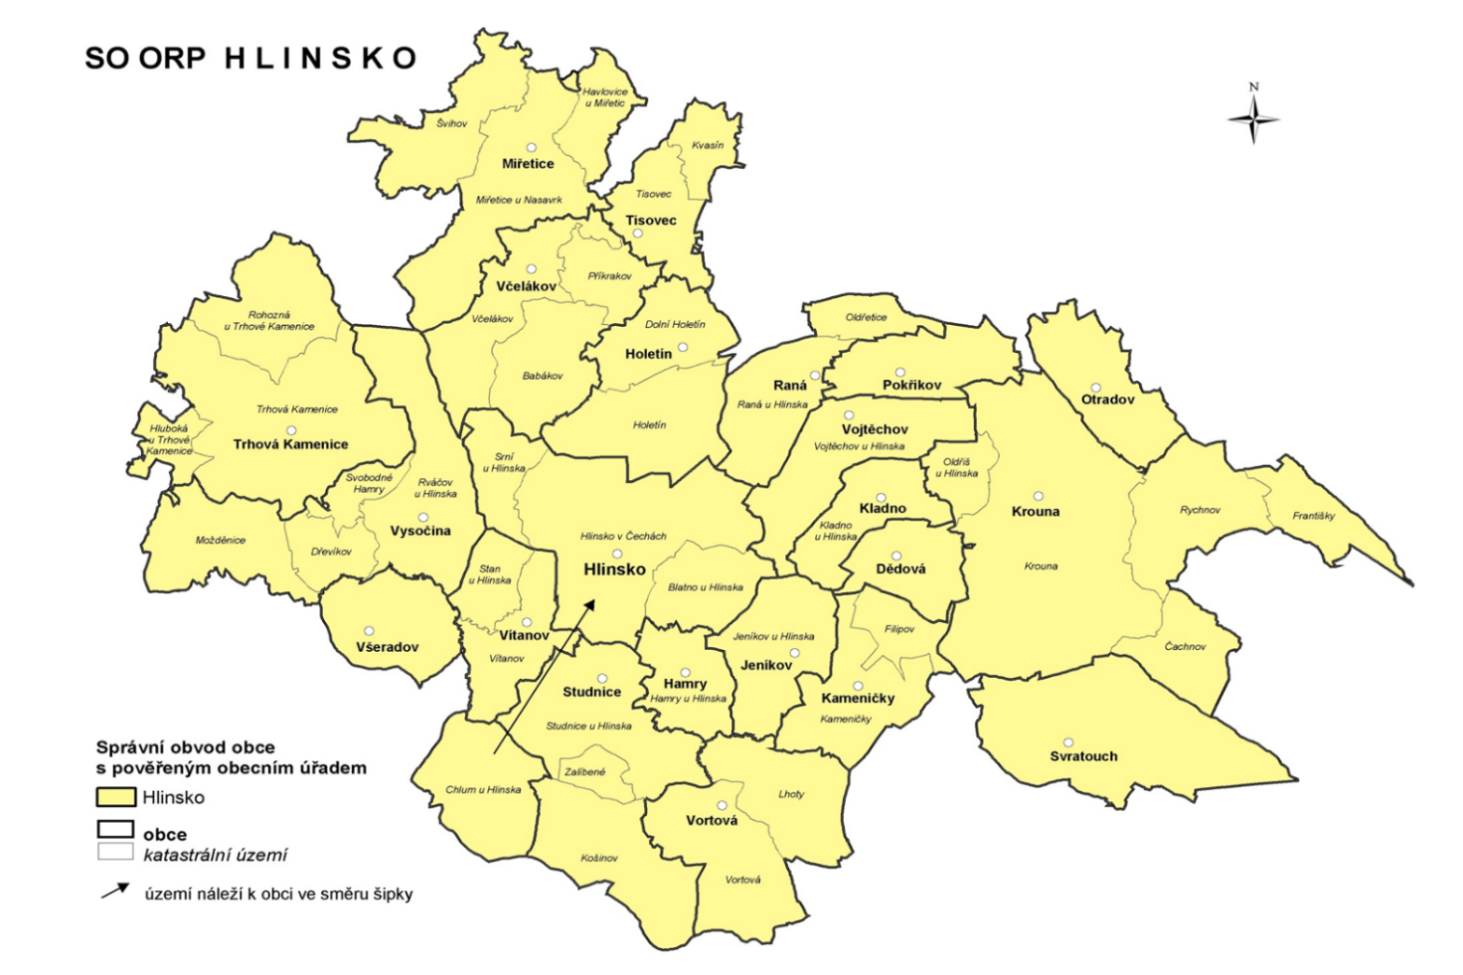 SO ORP H L I N S K O
N
Havlovice
u Miřetic
Švihov
Kvasín
Miřetice
Miřetice u Nasavrk
Tisovec
Tisovec
Příkrakov
Včelákov
Včelákov
Rohozná
u Trhové Kamenice
Dolní Holetín
Oldřetice
Holetín
Babákov
Raná
Pokřikov
Otradov
Raná u Hlinska
Trhová Kamenice
Holetín
Hluboká
u Trhové
Kamenice
Trhová Kamenice
Vojtěchov
Vojtěchov u Hlinska
Srní
u Hlinska
Oldřiš
u Hlinska
Svobodné
Hamry
Rváčov
u Hlinska
Kladno
Krouna
Rychnov
Františky
Vysočina
Kladno
u Hlinska
Hlinsko v Čechách
Možděnice
Dřevíkov
Hlinsko
Dědová
Krouna
Stan
u Hlinska
Blatno u Hlinska
Filipov
Vítanov
Jeníkov u Hlinska
Všeradov
Čachnov
Vítanov
Jeníkov
Studnice
Hamry
Hamry u Hlinska
Kameničky
Kameničky
Studnice u Hlinska
Svratouch
Zalíbené
Chlum u Hlinska
Lhoty
Vortová
Košinov
Vortová
Správní obvod obce
s pověřeným obecním úřadem
Hlinsko
obce
katastrální území
území náleží k obci ve směru šipky